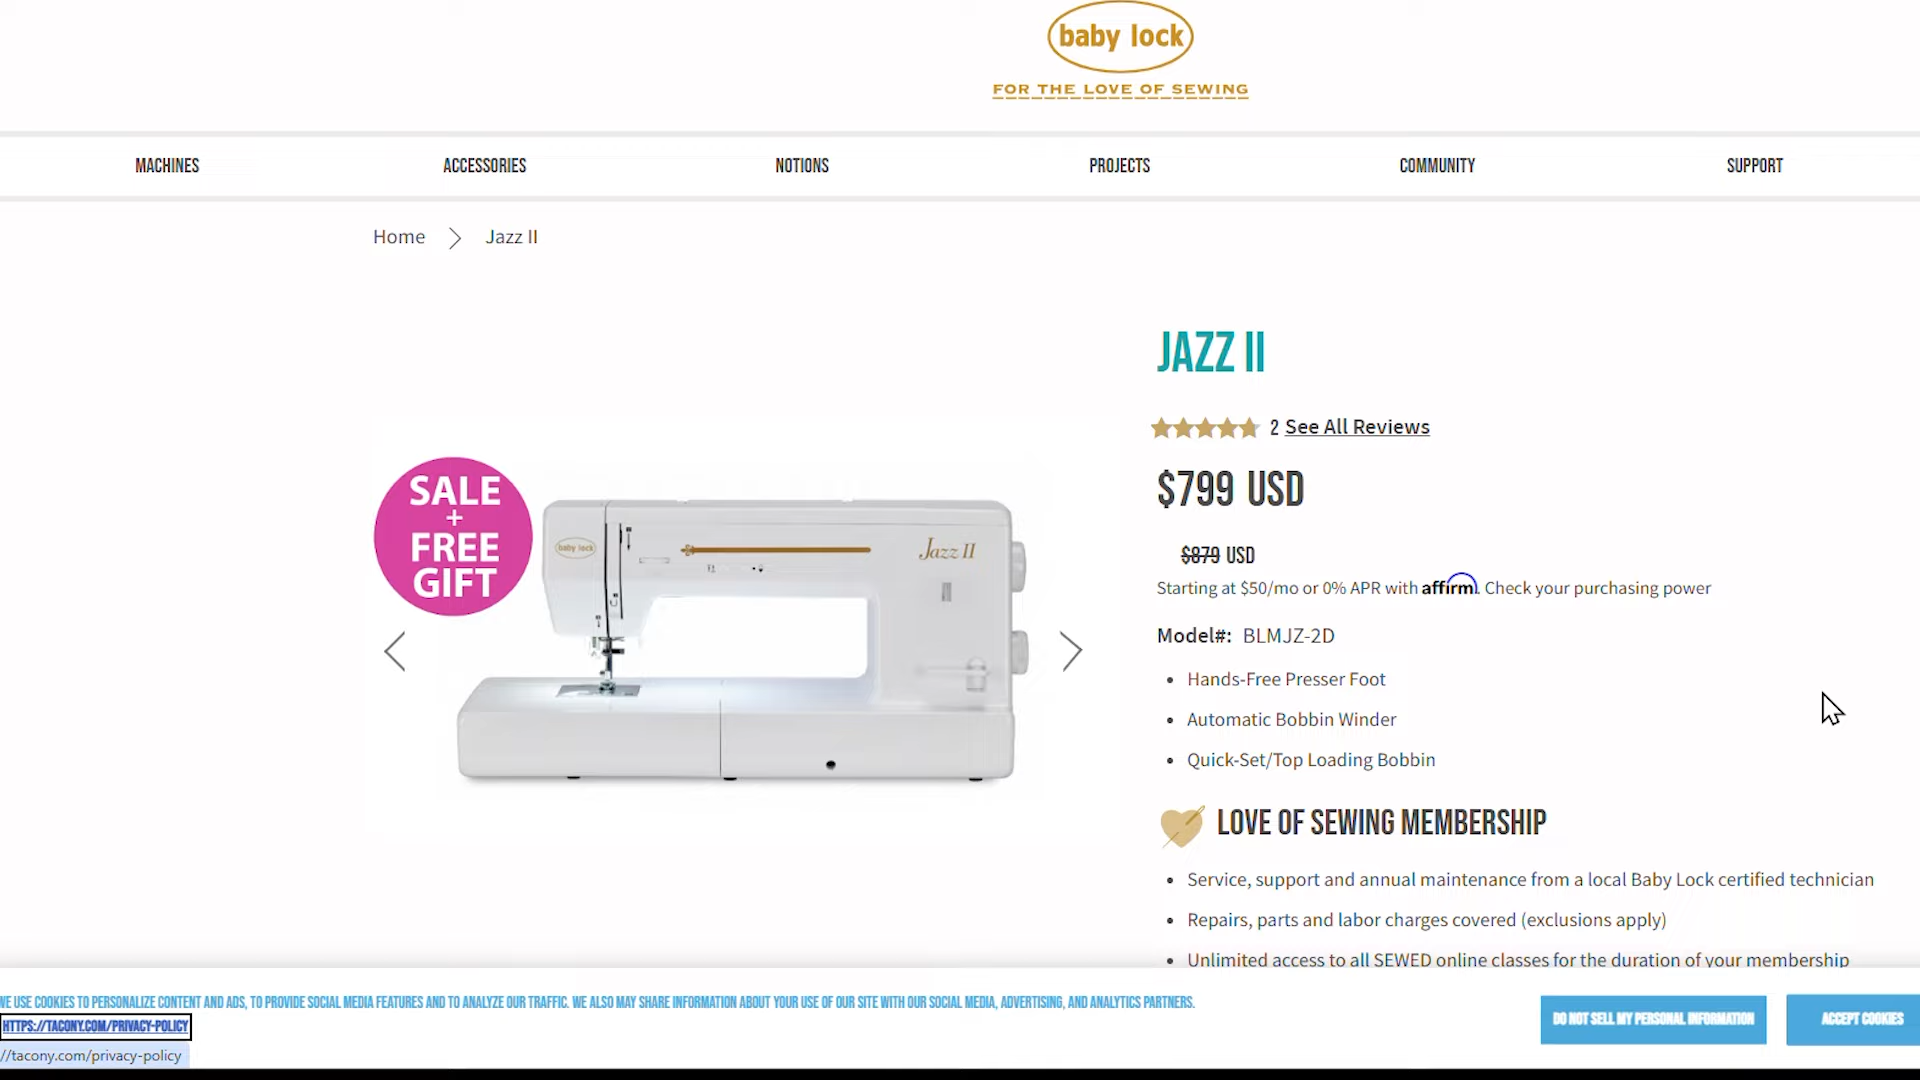 baby lock
FOR THE LOVE OF SEWING
MACHINES
ACCESSORIES
NOTIONS
PROJECTS
COMMUNITY
SUPPORT
Home
Jazz II
JAZZ II
2 See All Reviews
$799 USD
$879 USD
Starting at $50/mo or 0% APR with affirm. Check your purchasing power
Model#: BLMJZ-2D
• Hands-Free Presser Foot
• Automatic Bobbin Winder
• Quick-Set/Top Loading Bobbin
SALE
+
FREE
GIFT
baby lock
Jazz II
LOVE OF SEWING MEMBERSHIP
• Service, support and annual maintenance from a local Baby Lock certified technician
• Repairs, parts and labor charges covered (exclusions apply)
• Unlimited access to all SEWED online classes for the duration of your membership
WE USE COOKIES TO PERSONALIZE CONTENT AND ADS, TO PROVIDE SOCIAL MEDIA FEATURES AND TO ANALYZE OUR TRAFFIC. WE ALSO MAY SHARE INFORMATION ABOUT YOUR USE OF OUR SITE WITH OUR SOCIAL MEDIA, ADVERTISING, AND ANALYTICS PARTNERS.
HTTPS://TACONY.COM/PRIVACY-POLICY
//tacony.com/privacy-policy
DO NOT SELL MY PERSONAL INFORMATION
ACCEPT COOKIES